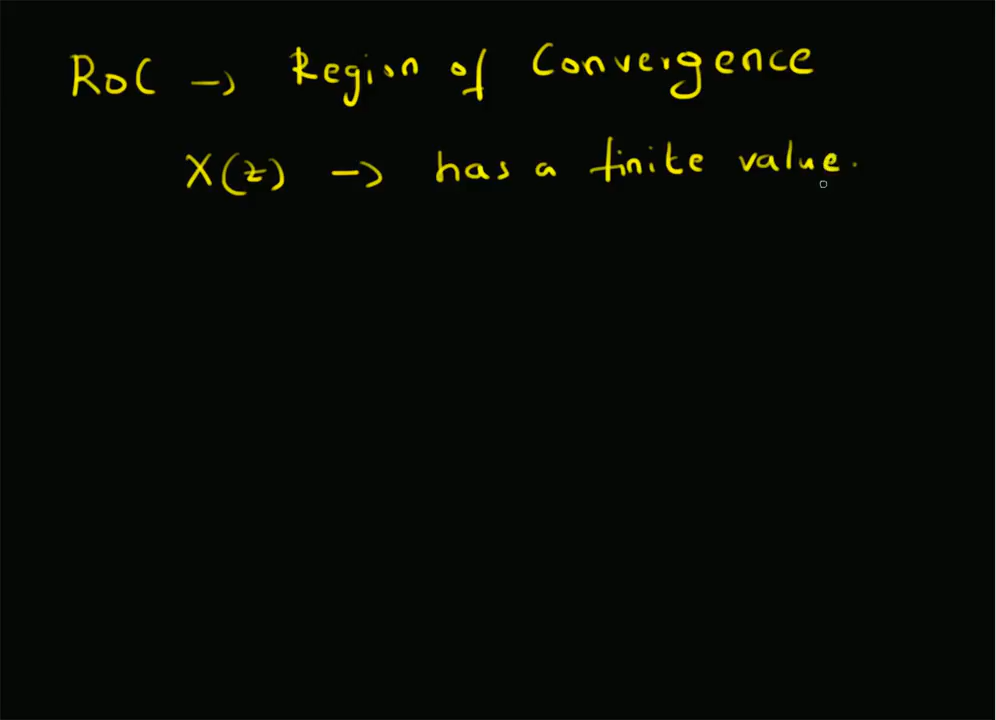 RoC → Region of Convergence
X(z) → has a finite value.